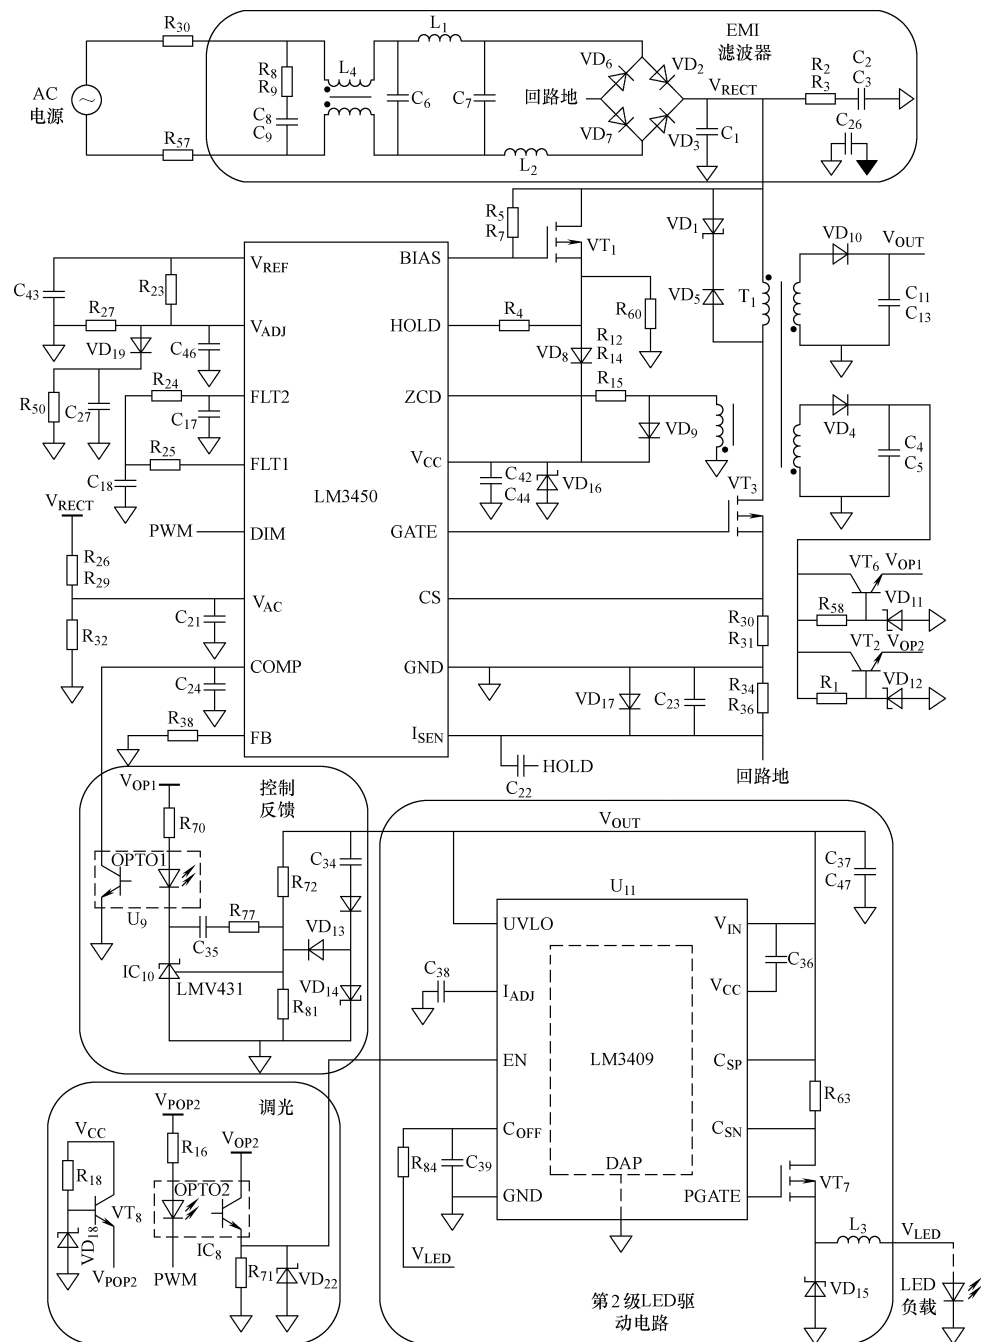 R30
L1
EMI
滤波器
AC
电源
R8
R9
C8
C9
L4
C6
C7
回路地
VD6
VD2
VD7
VD3
VRECT
C1
R2
R3
C2
C3
C26
R57
L2
R5
R7
VT1
VD1
VD5
T1
VD10
VOUT
C11
C13
C43
R23
VREF
BIAS
R27
VADJ
HOLD
R4
R60
VD19
C46
VD8
R12
R14
R50
C27
R24
C17
FLT2
ZCD
R15
VD9
VD4
C4
C5
R25
FLT1
VCC
C18
LM3450
C42
C44
VD16
VT3
VRECT
PWM
DIM
GATE
R26
R29
VT6
VOP1
R58
VD11
VAC
CS
C21
R32
R30
R31
VT2
VOP2
R1
VD12
COMP
GND
C24
VD17
C23
R34
R36
R38
FB
ISEN
HOLD
C22
回路地
VOP1
控制
反馈
R70
OPTO1
U9
C34
R72
C35
R77
VD13
IC10
LMV431
VD14
R81
VOUT
C37
C47
U11
UVLO
VIN
C36
C38
IADJ
VCC
EN
LM3409
CSP
R63
COFF
CSN
R84
C39
DAP
GND
PGATE
VT7
VLED
L3
VLED
VD15
LED
负载
第2级LED驱
动电路
调光
VCC
VPOP2
R18
R16
VOP2
VT8
OPTO2
VD18
IC8
VPOP2
PWM
R71
VD22